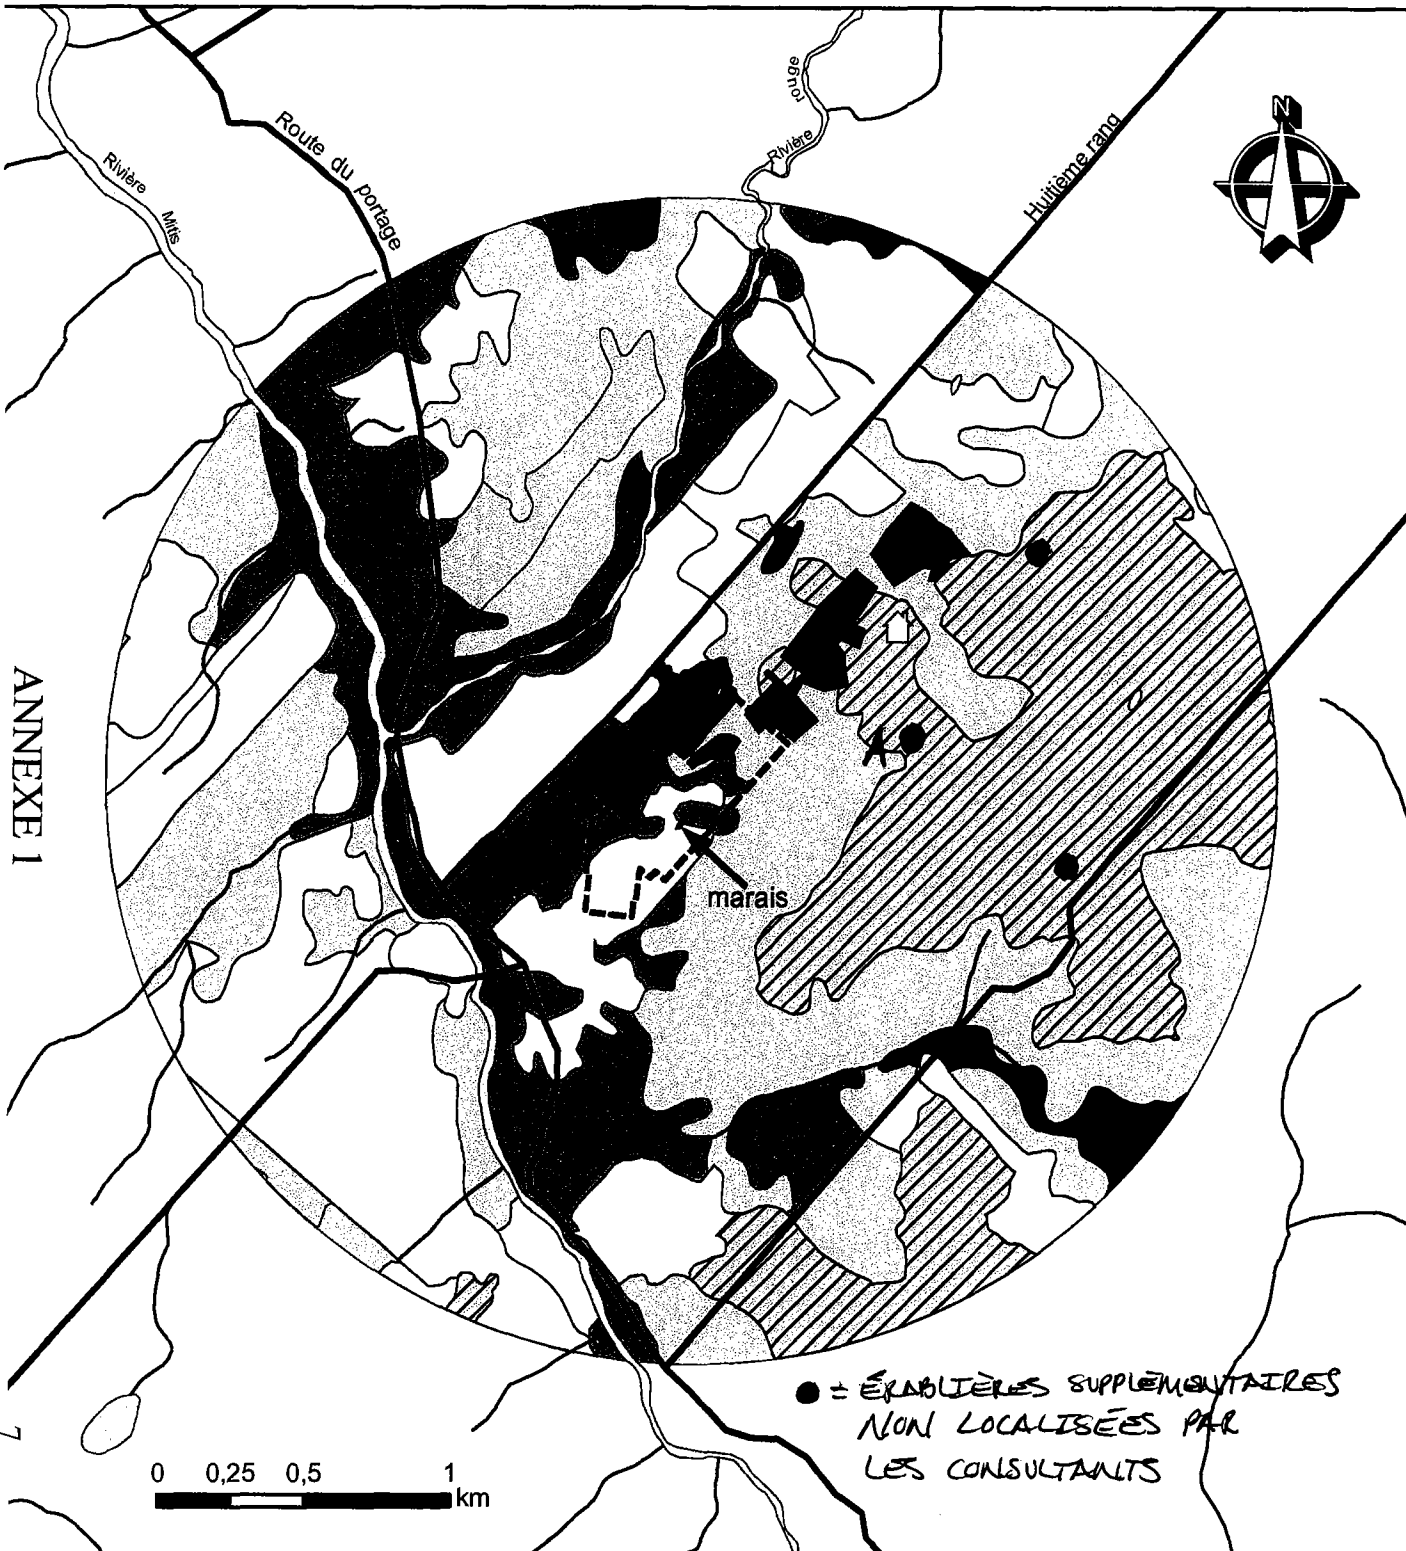 Rivière
rouge
N
Route du portage
Huitième rang
Rivière
Mitis
ANNEXE 1
A
marais
● = ÉRABLIÈRES SUPPLÉMENTAIRES
NON LOCALISÉES PAR
LES CONSULTANTS
0 0,25 0,5 1
km
7